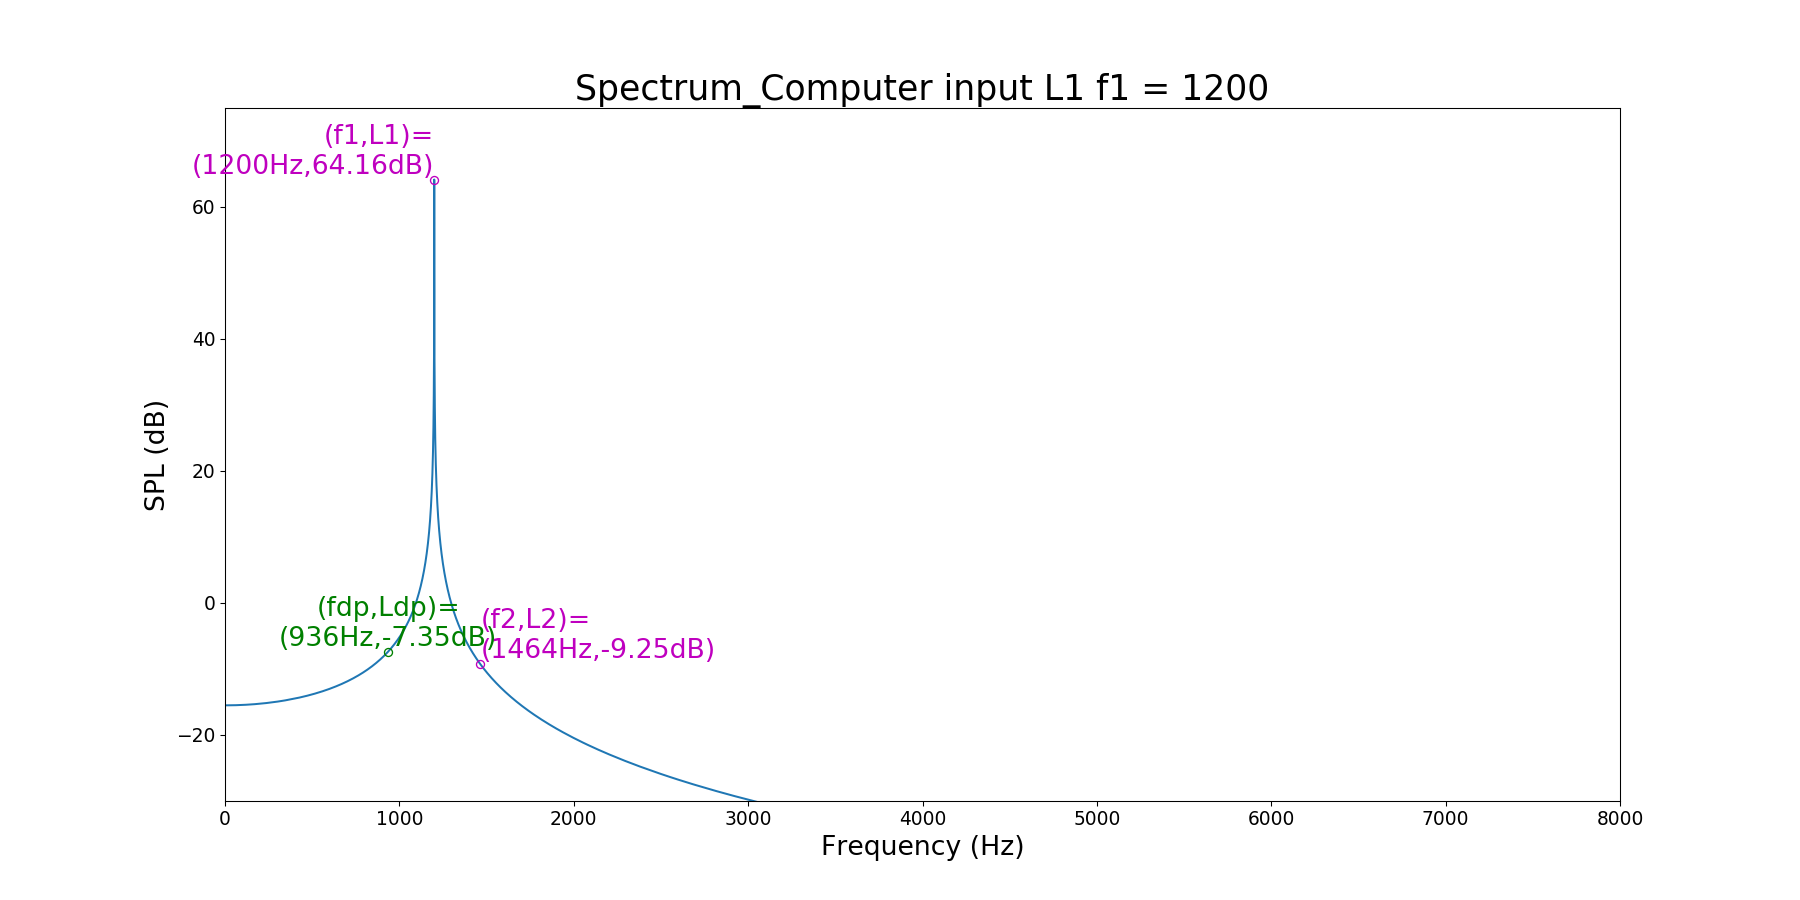 Spectrum_Computer input L1 f1 = 1200
(f1,L1)=
(1200Hz,64.16dB)
60
40
20
0
−20
SPL (dB)
(fdp,Ldp)=
(936Hz,-7.35dB)
(f2,L2)=
(1464Hz,-9.25dB)
0 1000 2000 3000 4000 5000 6000 7000 8000
Frequency (Hz)